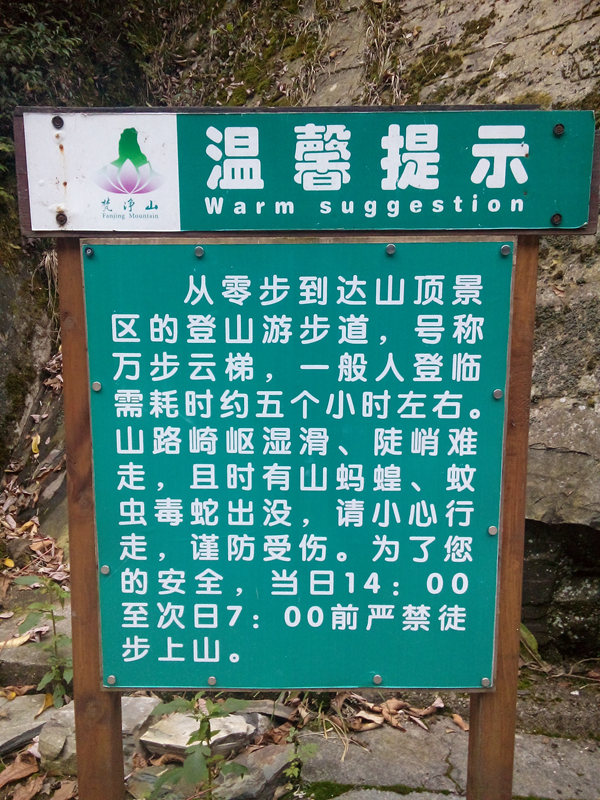 梵净山
Fanjing Mountain
温馨提示
Warm suggestion
从零步到达山顶景
区的登山游步道，号称
万步云梯，一般人登临
需耗时约五个小时左右。
山路崎岖湿滑、陡峭难
走，且时有山蚂蝗、蚊
虫毒蛇出没，请小心行
走，谨防受伤。为了您
的安全，当日14：00
至次日7：00前严禁徒
步上山。